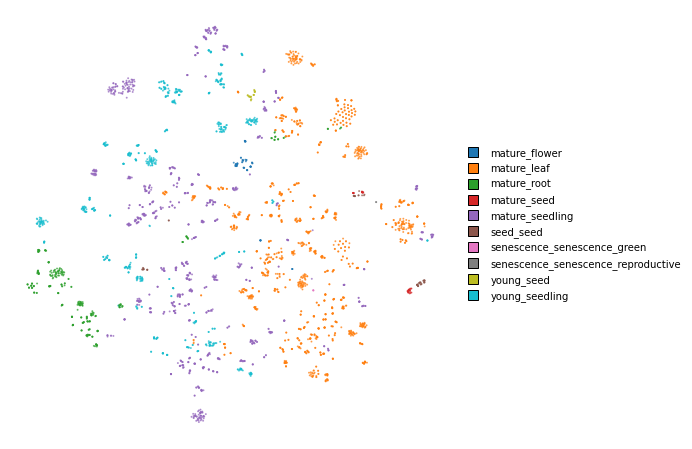 mature_flower
mature_leaf
mature_root
mature_seed
mature_seedling
seed_seed
senescence_senescence_green
senescence_senescence_reproductive
young_seed
young_seedling